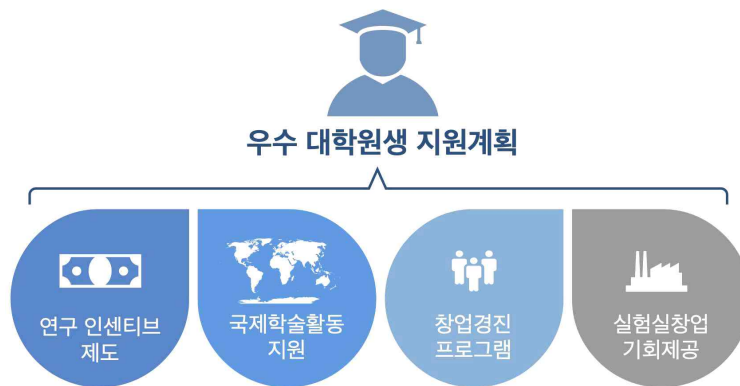 우수 대학원생 지원계획
연구 인센티브
제도
국제학술활동
지원
창업경진
프로그램
실험실창업
기회제공